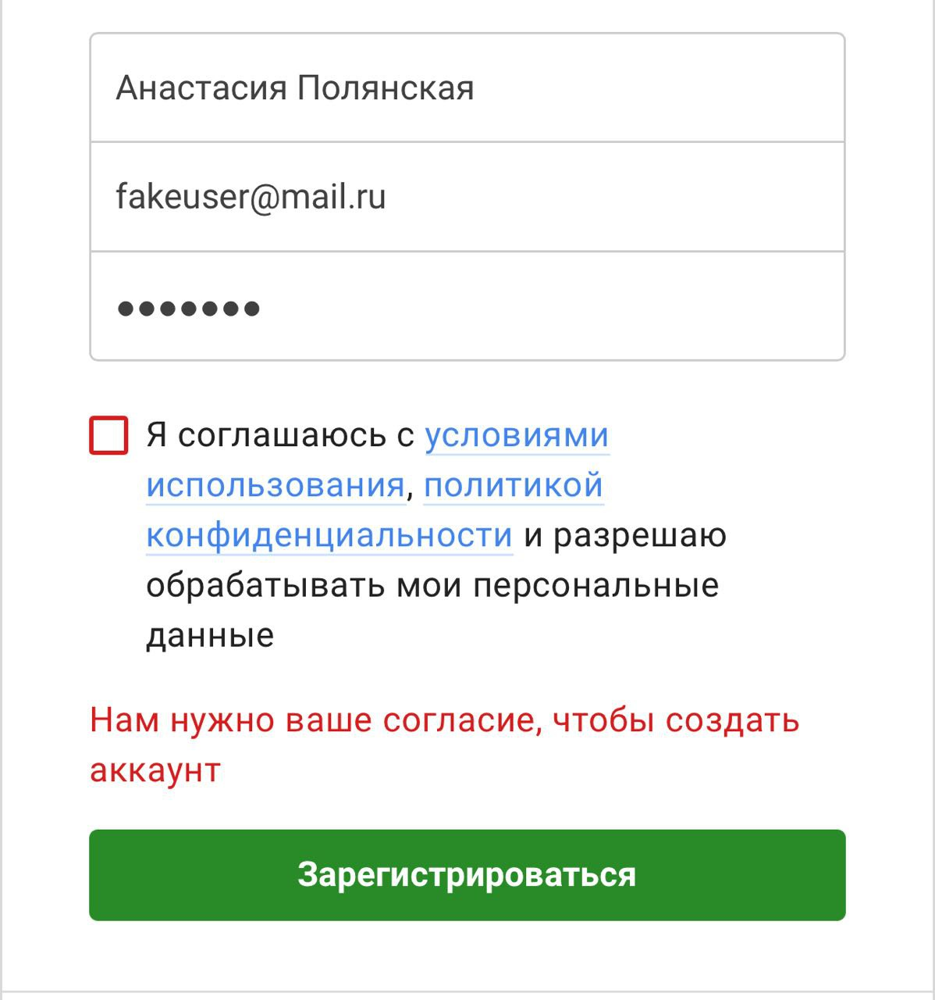 Анастасия Полянская
fakeuser@mail.ru
•••••••
Я соглашаюсь с условиями
использования, политикой
конфиденциальности и разрешаю
обрабатывать мои персональные
данные
Нам нужно ваше согласие, чтобы создать
аккаунт
Зарегистрироваться